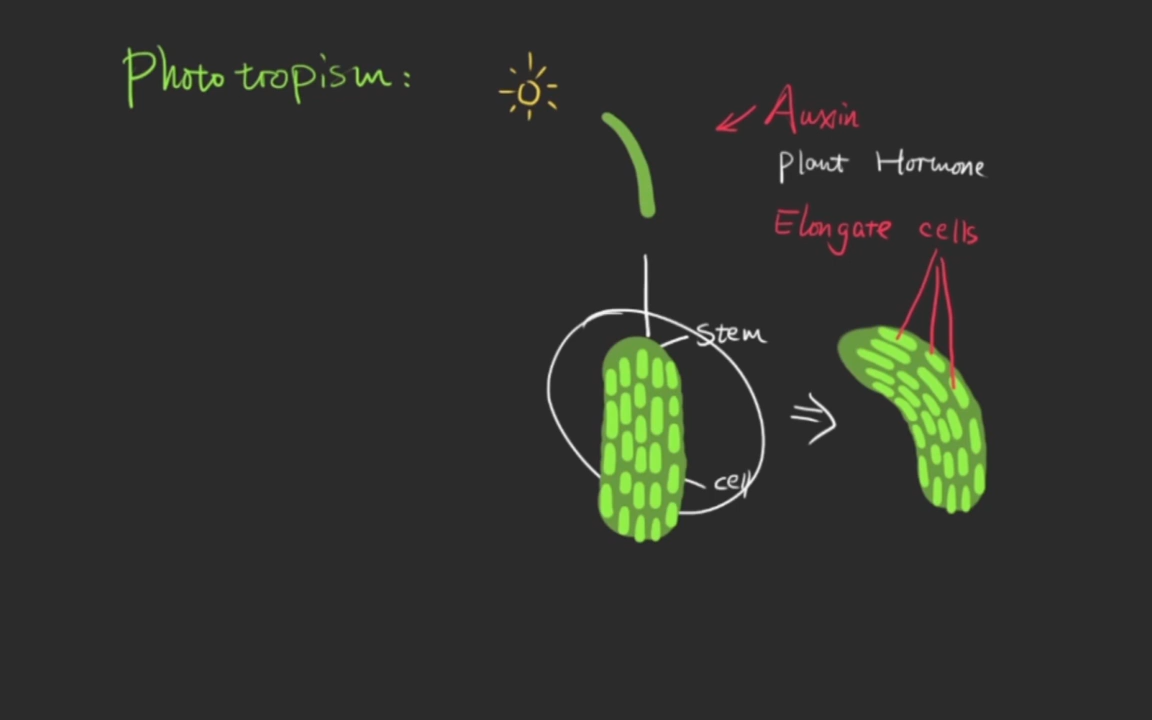 Phototropism:
Auxin
Plant Hormone
Elongate cells
Stem
cell